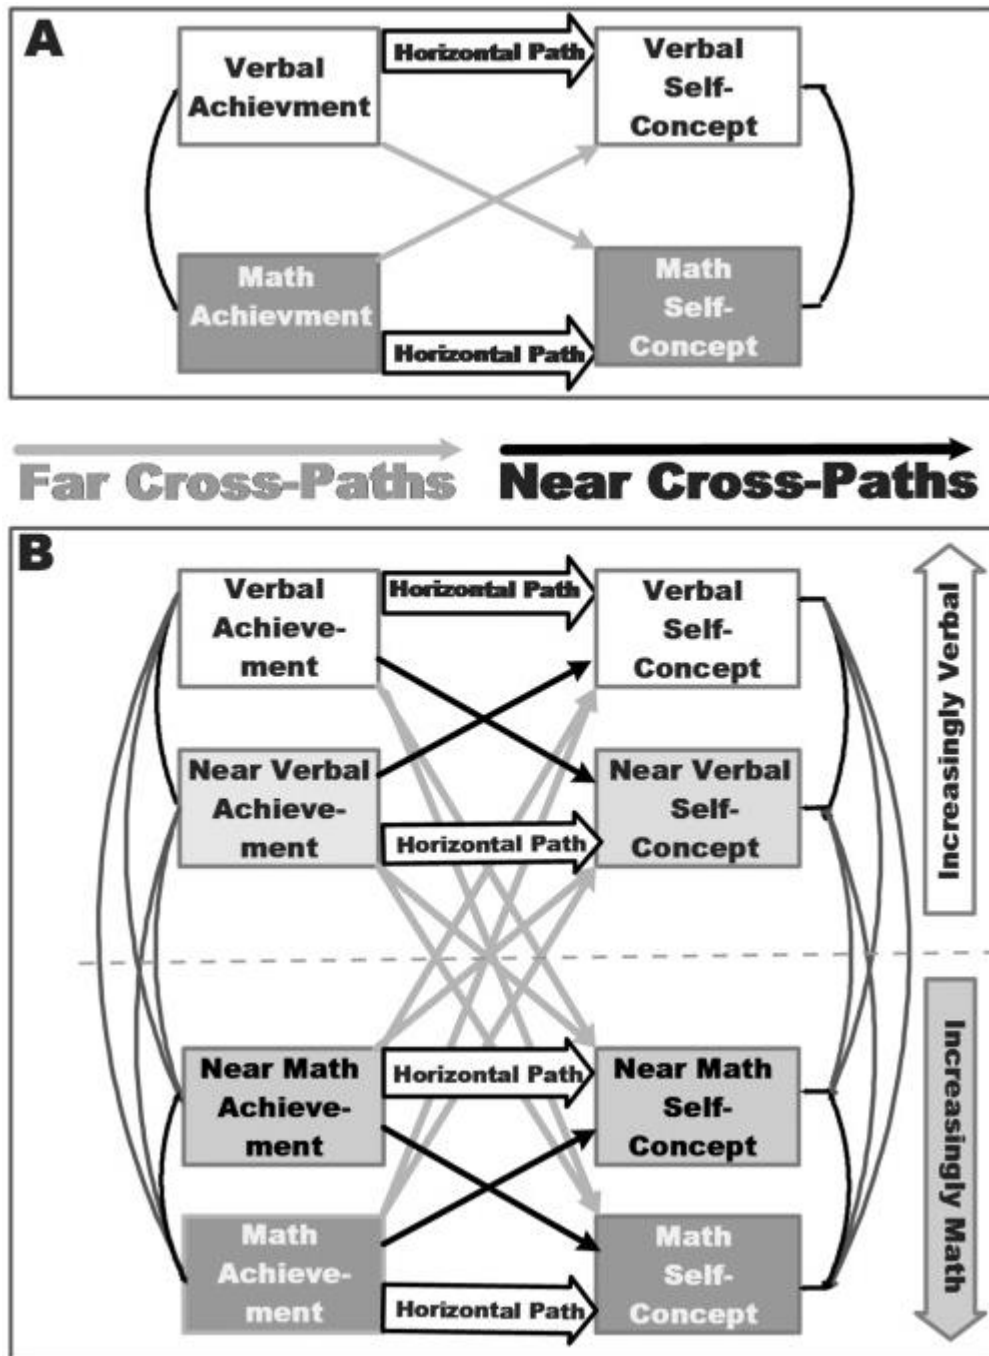 A
Verbal
Achievment
Horizontal Path
Verbal
Self-
Concept
Math
Achievment
Horizontal Path
Math
Self-
Concept
Far Cross-Paths
Near Cross-Paths
B
Verbal
Achieve-
ment
Horizontal Path
Verbal
Self-
Concept
Near Verbal
Achieve-
ment
Horizontal Path
Near Verbal
Self-
Concept
Increasingly Verbal
Near Math
Achieve-
ment
Horizontal Path
Near Math
Self-
Concept
Math
Achieve-
ment
Horizontal Path
Math
Self-
Concept
Increasingly Math